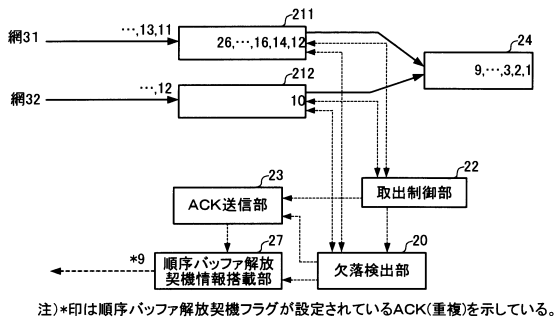 211
網31
…,13,11
26,…,16,14,12
24
9,…,3,2,1
212
網32
…,12
10
22
取出制御部
23
ACK送信部
27
順序バッファ解放
契機情報搭載部
20
欠落検出部
*9
注)*印は順序バッファ解放契機フラグが設定されているACK(重複)を示している。